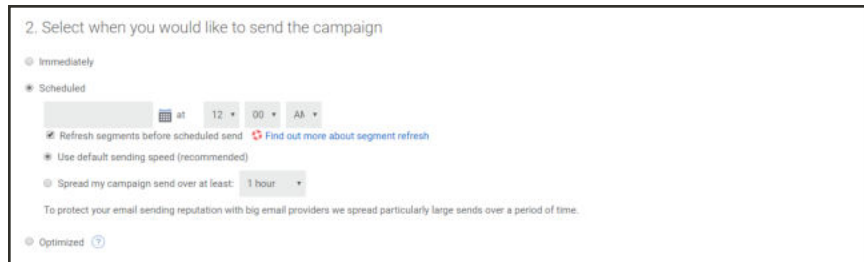 2. Select when you would like to send the campaign
Immediately
Scheduled
at 12 00 AM
Refresh segments before scheduled send Find out more about segment refresh
Use default sending speed (recommended)
Spread my campaign send over at least: 1 hour
To protect your email sending reputation with big email providers we spread particularly large sends over a period of time.
Optimized ?